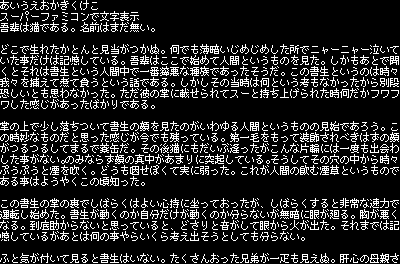 あいうえおかきくけこ
スーパーファミコンで文字表示
吾輩は猫である。名前はまだ無い。
どこで生れたかとんと見当がつかぬ。何でも薄暗いじめじめした所でニャーニャー泣いて
いた事だけは記憶している。吾輩はここで始めて人間というものを見た。しかもあとで聞
くとそれは書生という人間中で一番獰悪な種族であったそうだ。この書生というのは時々
我々を捕えて煮て食うという話である。しかしその当時は何という考もなかったから別段
恐しいとも思わなかった。ただ彼の掌に載せられてスーと持ち上げられた時何だかフワフ
ワした感じがあったばかりである。
掌の上で少し落ちついて書生の顔を見たのがいわゆる人間というものの見始であろう。こ
の時妙なものだと思った感じが今でも残っている。第一毛をもって装飾されべきはずの顔
がつるつるしてまるで薬缶だ。その後猫にもだいぶ逢ったがこんな片輪には一度も出会わ
した事がない。のみならず顔の真中があまりに突起している。そうしてその穴の中から時々
ぷうぷうと煙を吹く。どうも咽せぽくて実に弱った。これが人間の飲む煙草というもので
ある事はようやくこの頃知った。
この書生の掌の裏でしばらくはよい心持に坐っておったが、しばらくすると非常な速力で
運転し始めた。書生が動くのか自分だけが動くのか分らないが無暗に眼が廻る。胸が悪く
なる。到底助からないと思っていると、どさりと音がして眼から火が出た。それまでは記
憶しているがあとは何の事やらいくら考え出そうとしても分らない。
ふと気が付いて見ると書生はいない。たくさんおった兄弟が一疋も見えぬ。肝心の母親さ